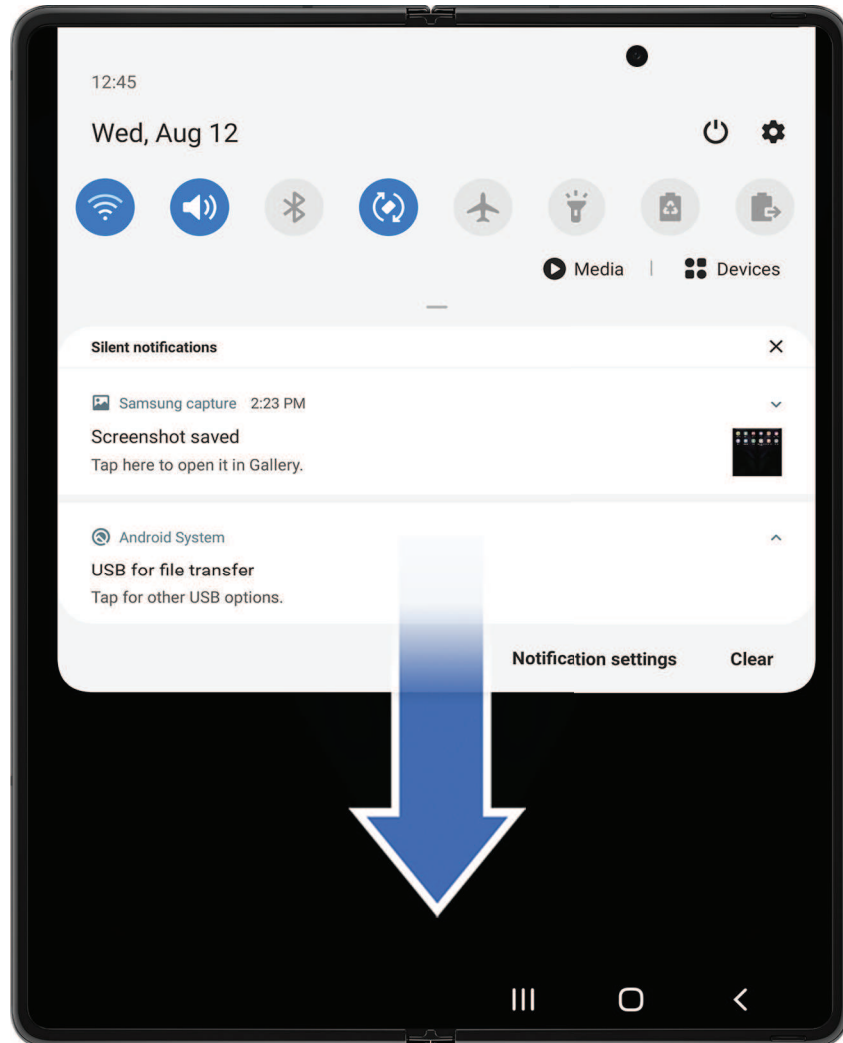 12:45
Wed, Aug 12
Media | Devices
Silent notifications
Samsung capture 2:23 PM
Screenshot saved
Tap here to open it in Gallery.
Android System
USB for file transfer
Tap for other USB options.
Notification settings Clear